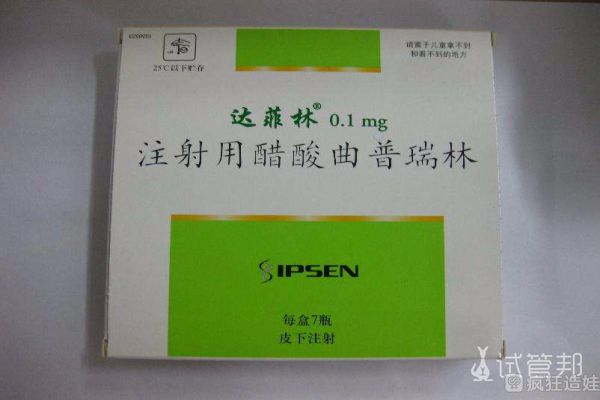 请置于儿童拿不到
和看不到的地方
25℃以下贮存
达菲林® 0.1 mg
注射用醋酸曲普瑞林
IPSEN
每盒7瓶
皮下注射
试管邦
疯狂造娃